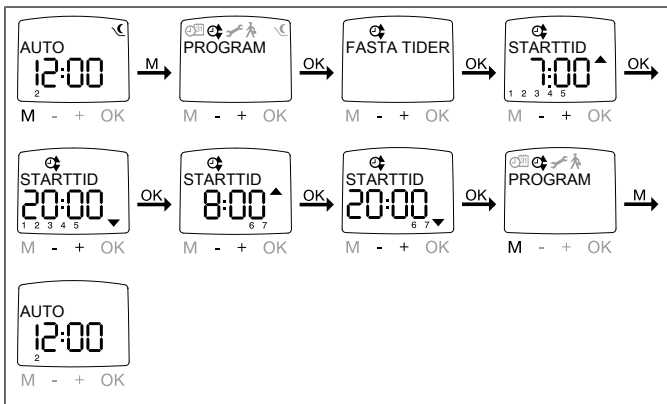 AUTO
12:00
2
M - + OK
M
PROGRAM
M - + OK
OK
FASTA TIDER
M - + OK
OK
STARTTID
7:00
1 2 3 4 5
M - + OK
OK
STARTTID
20:00
1 2 3 4 5
M - + OK
OK
STARTTID
8:00
6 7
M - + OK
OK
STARTTID
20:00
6 7
M - + OK
OK
PROGRAM
M - + OK
M
AUTO
12:00
2
M - + OK